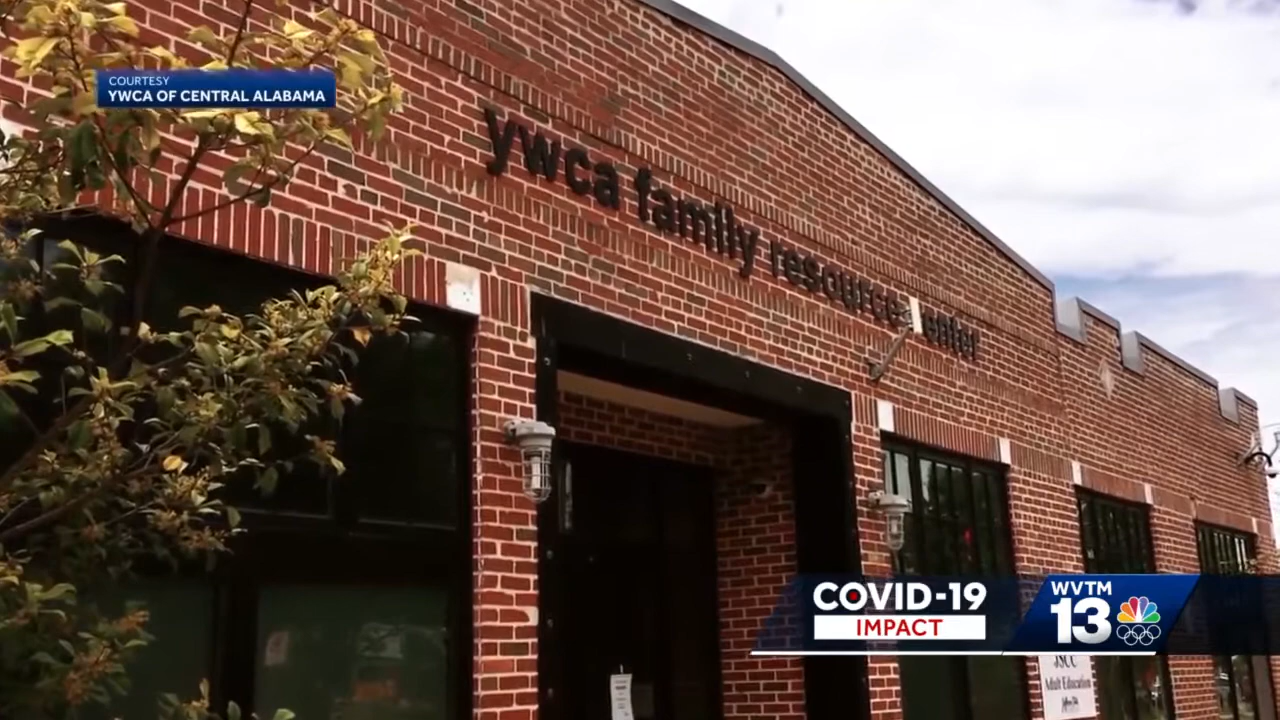 COURTESY
YWCA OF CENTRAL ALABAMA
ywca family resource center
COVID-19
IMPACT
WVTM
13
JSCC
Adult Education